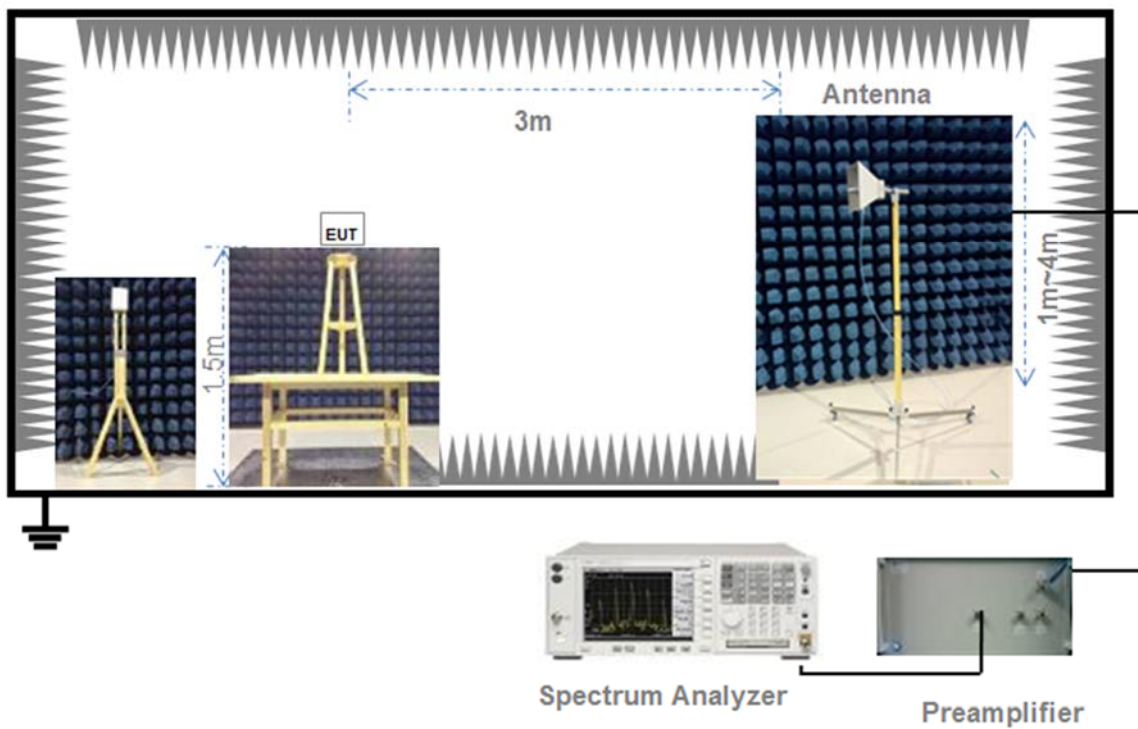 Antenna
3m
EUT
1.5m
1m~4m
Spectrum Analyzer
Preamplifier